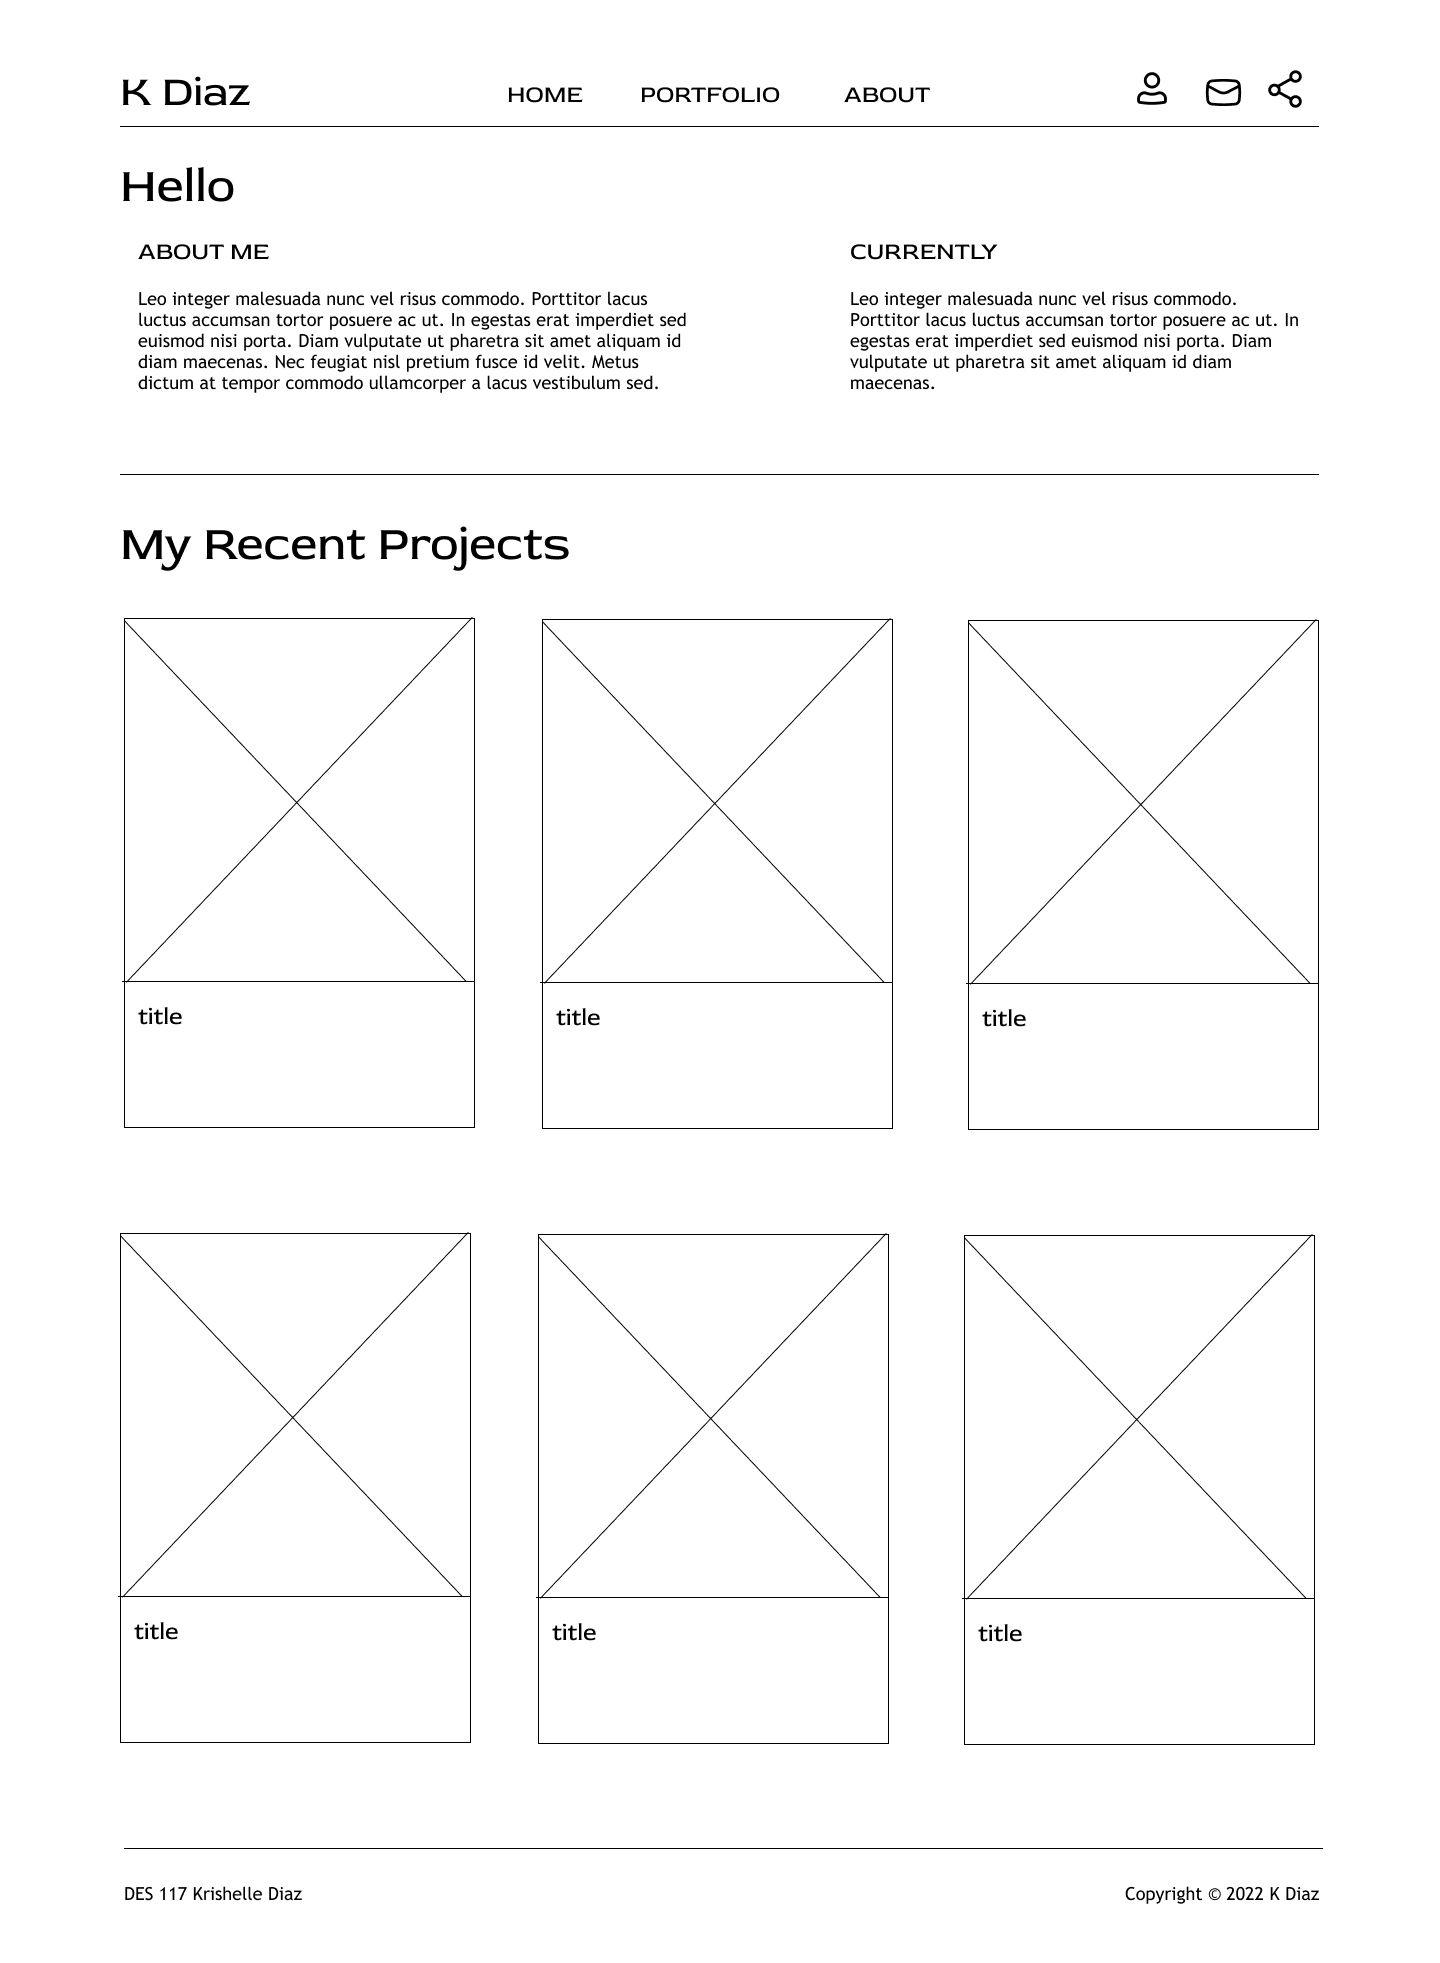 K Diaz
HOME PORTFOLIO ABOUT
Hello
ABOUT ME
Leo integer malesuada nunc vel risus commodo. Porttitor lacus
luctus accumsan tortor posuere ac ut. In egestas erat imperdiet sed
euismod nisi porta. Diam vulputate ut pharetra sit amet aliquam id
diam maecenas. Nec feugiat nisl pretium fusce id velit. Metus
dictum at tempor commodo ullamcorper a lacus vestibulum sed.
CURRENTLY
Leo integer malesuada nunc vel risus commodo.
Porttitor lacus luctus accumsan tortor posuere ac ut. In
egestas erat imperdiet sed euismod nisi porta. Diam
vulputate ut pharetra sit amet aliquam id diam
maecenas.
My Recent Projects
title
title
title
title
title
title
DES 117 Krishelle Diaz
Copyright © 2022 K Diaz